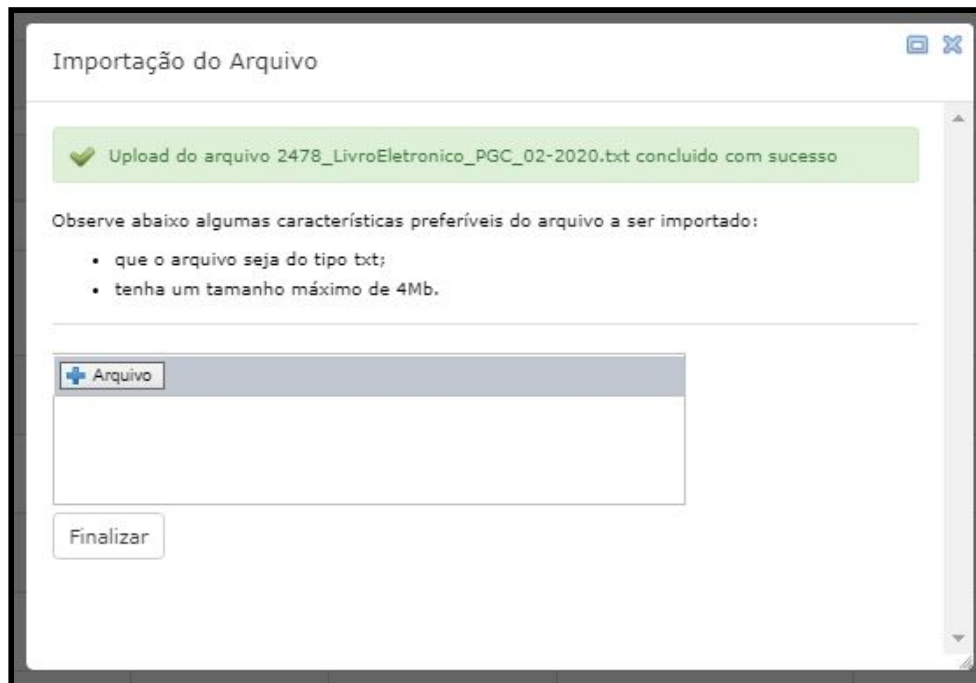 Importação do Arquivo
Upload do arquivo 2478_LivroEletronico_PGC_02-2020.txt concluido com sucesso
Observe abaixo algumas características preferíveis do arquivo a ser importado:
• que o arquivo seja do tipo txt;
• tenha um tamanho máximo de 4Mb.
Arquivo
Finalizar